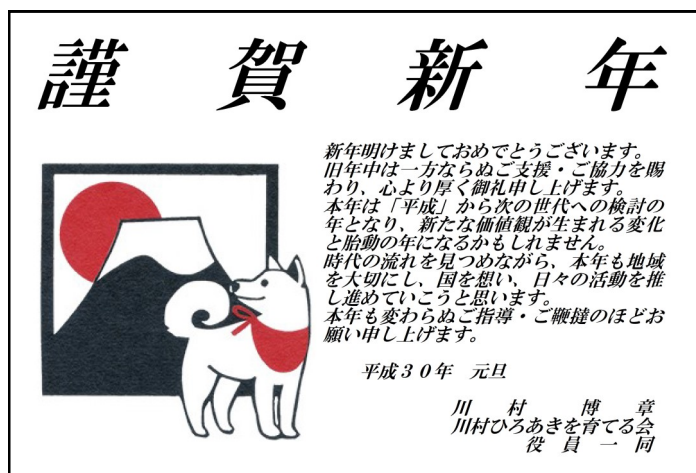 謹賀新年
新年明けましておめでとうございます。
旧年中は一方ならぬご支援・ご協力を賜
わり、心より厚く御礼申し上げます。
本年は「平成」から次の世代への検討の
年となり、新たな価値観が生まれる変化
と胎動の年になるかもしれません。
時代の流れを見つめながら、本年も地域
を大切にし、国を想い、日々の活動を推
し進めていこうと思います。
本年も変わらぬご指導・ご鞭撻のほどお
願い申し上げます。
平成３０年　元旦
川　村　　博　章
川村ひろあきを育てる会
役　員　一　同